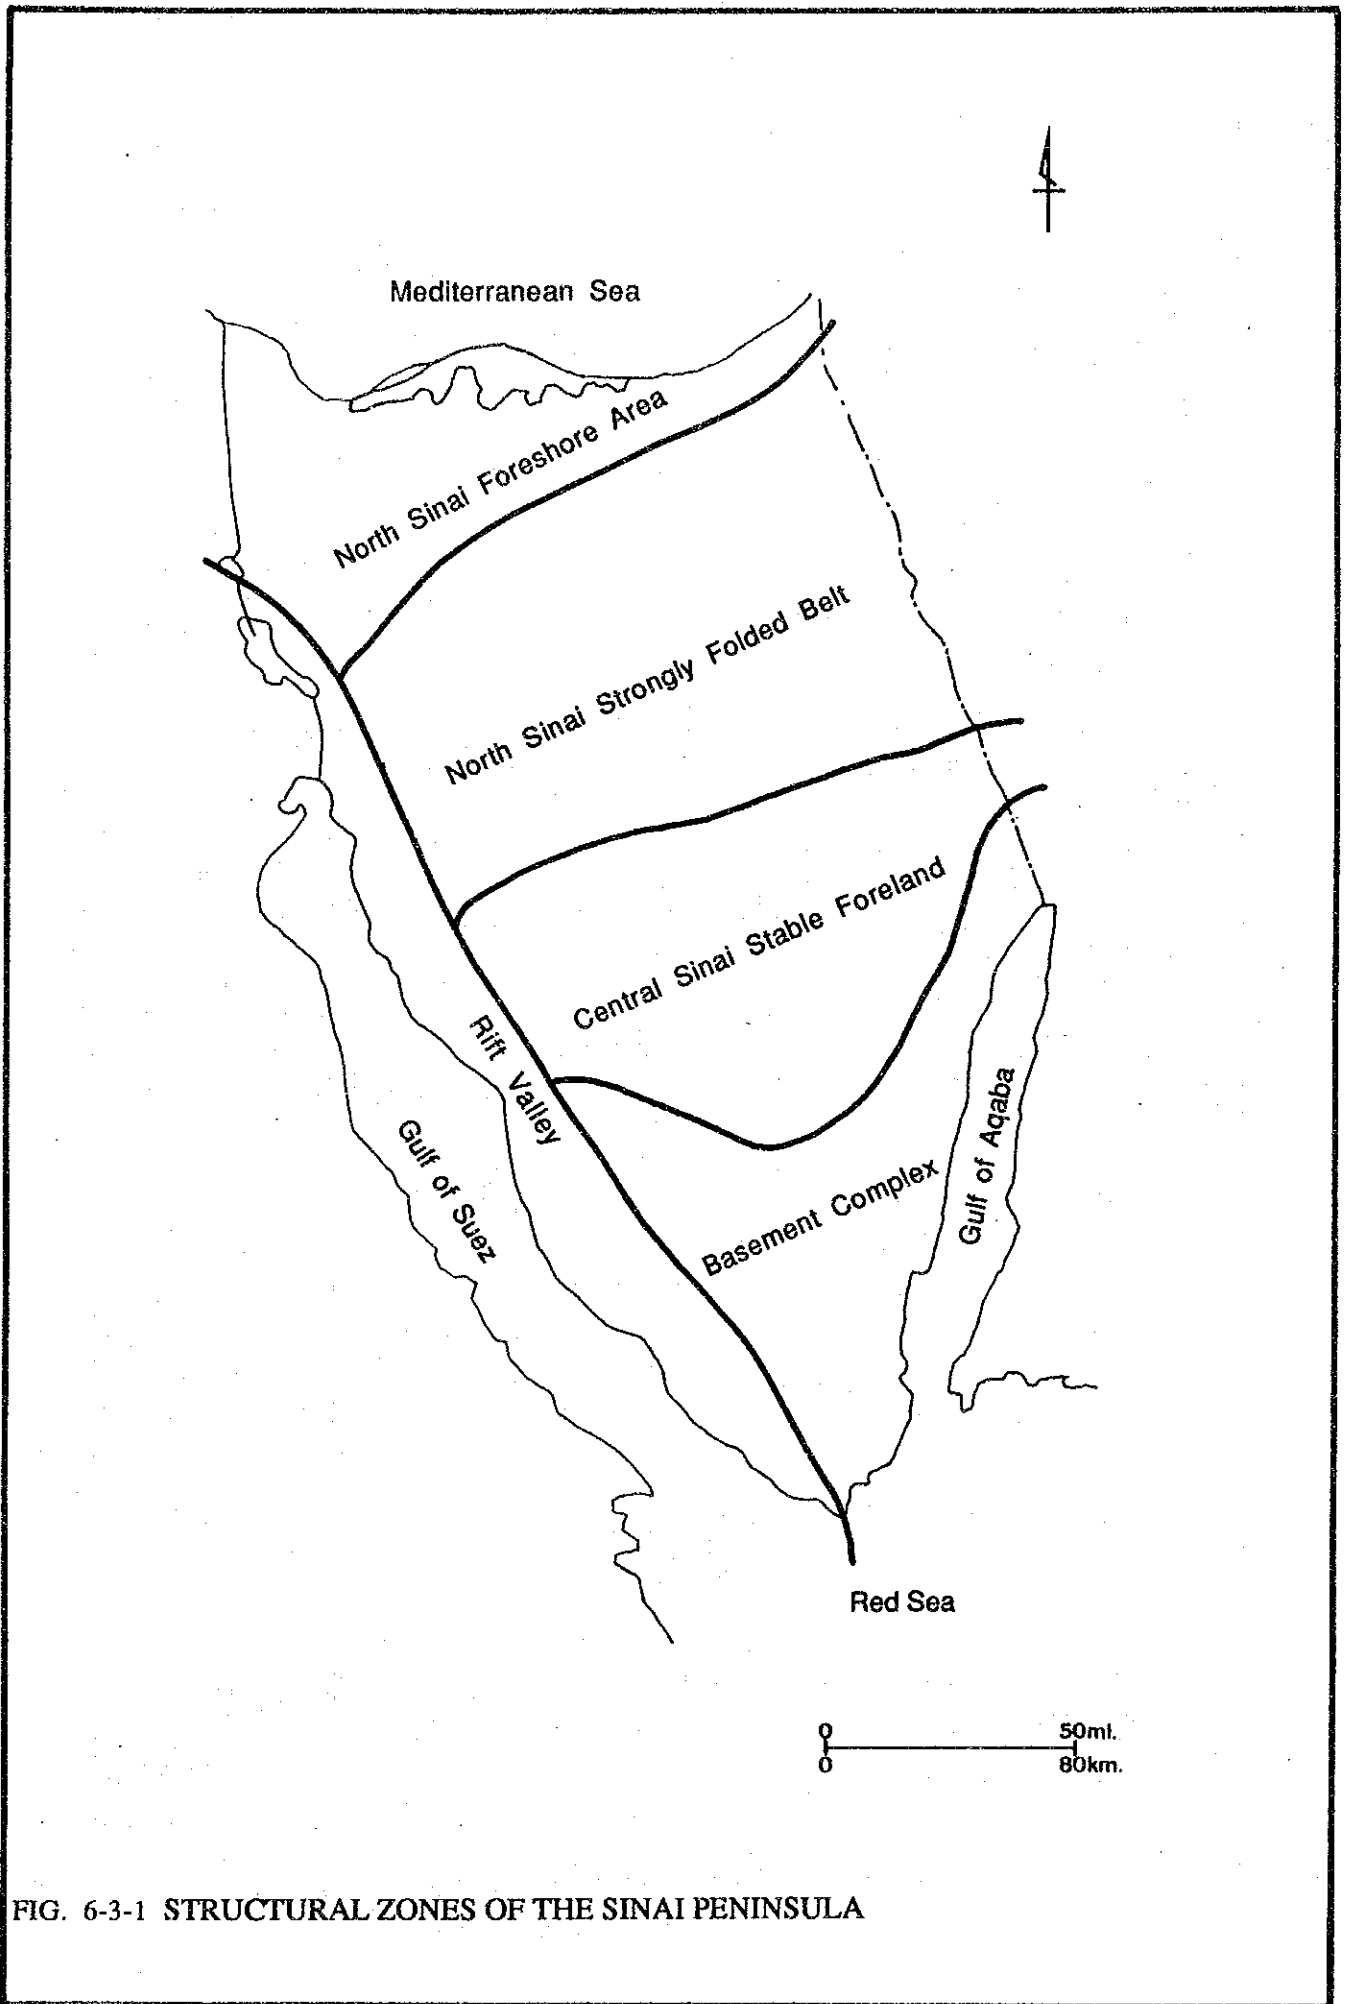 Mediterranean Sea
North Sinai Foreshore Area
North Sinai Strongly Folded Belt
Central Sinai Stable Foreland
Rift Valley
Gulf of Suez
Gulf of Aqaba
Basement Complex
Red Sea
0 50mi.
0 80km.
FIG. 6-3-1 STRUCTURAL ZONES OF THE SINAI PENINSULA